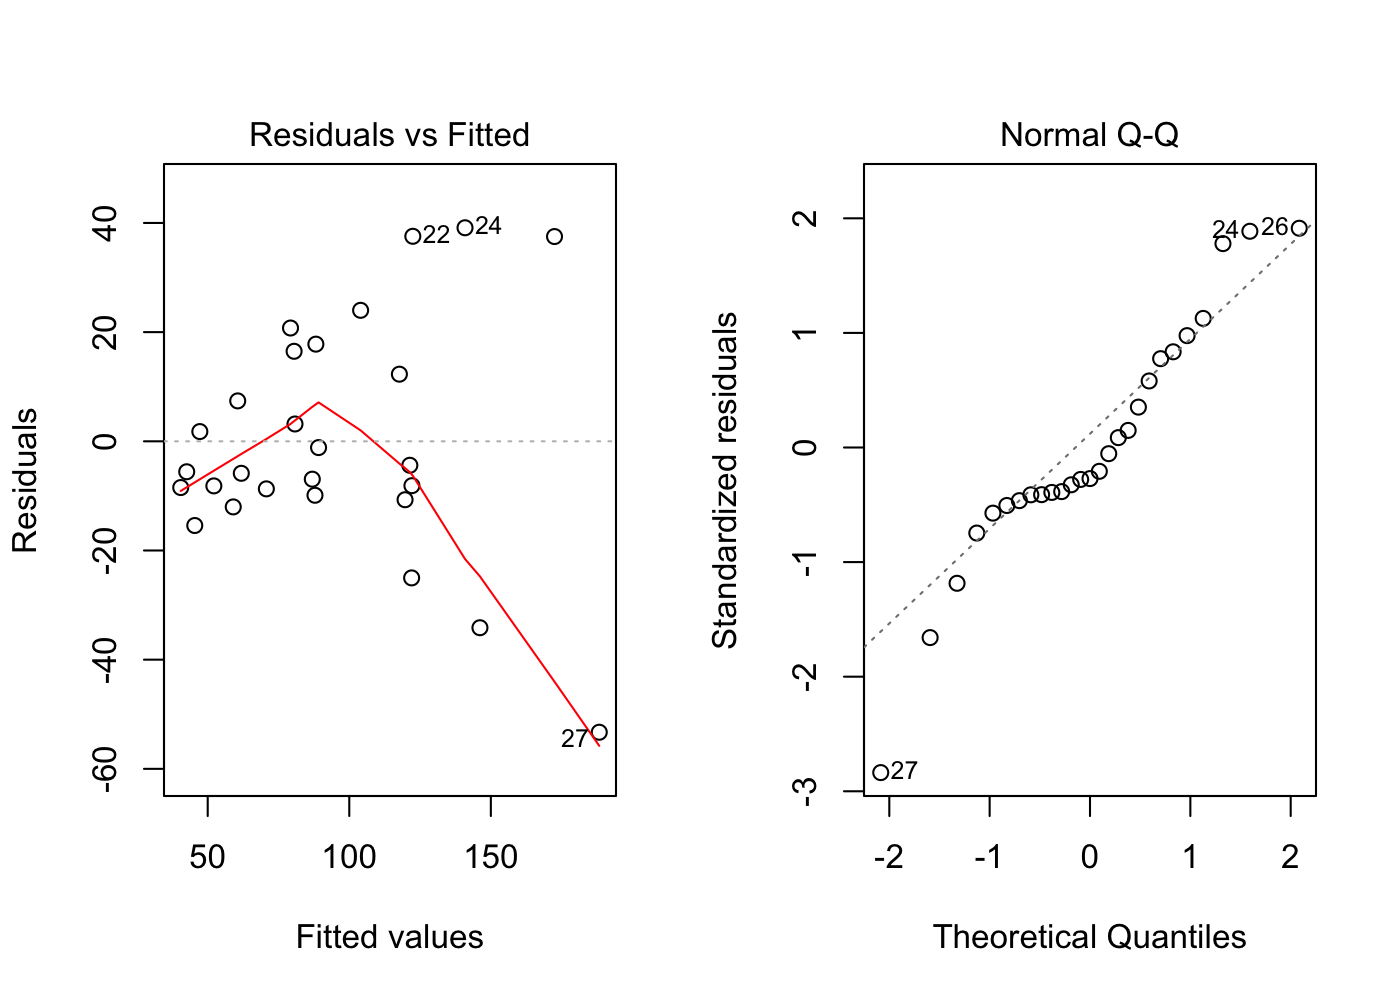 Residuals vs Fitted
Residuals
40
20
0
-20
-40
-60
22
24
27
50 100 150
Fitted values
Normal Q-Q
Standardized residuals
2
1
0
-1
-2
-3
24
26
27
-2 -1 0 1 2
Theoretical Quantiles